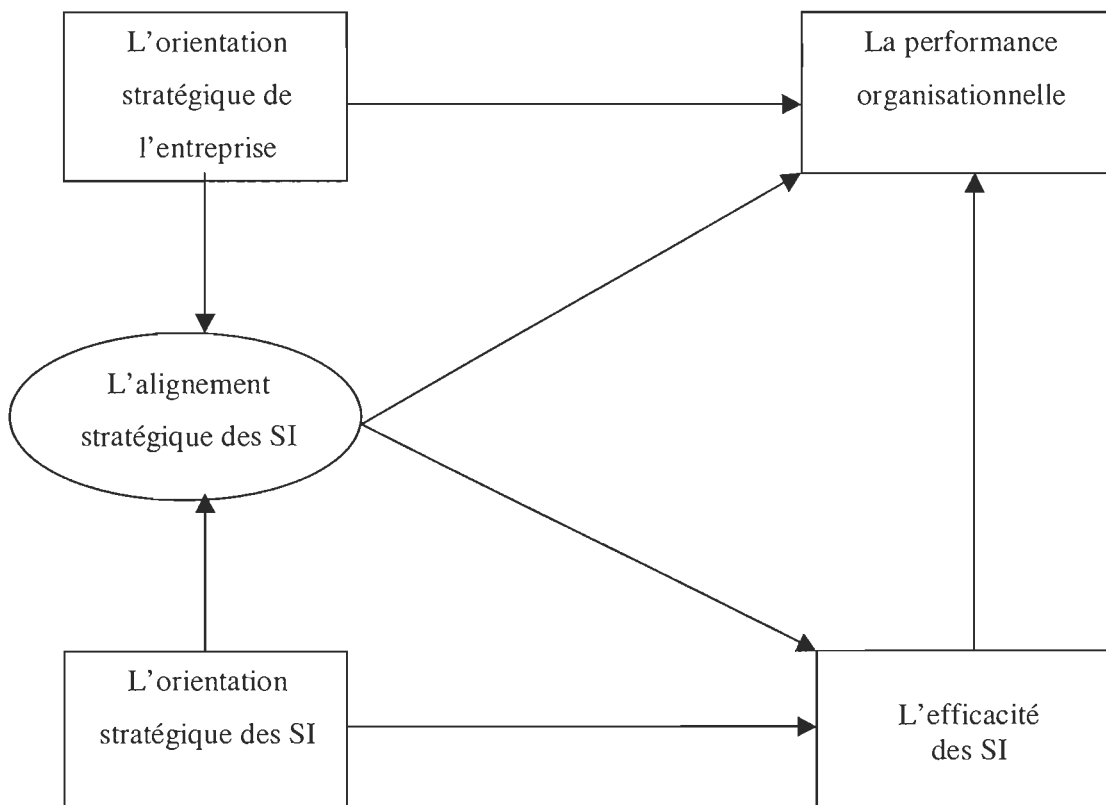 L’orientation
stratégique de
l’entreprise
La performance
organisationnelle
L’alignement
stratégique des SI
L’orientation
stratégique des SI
L’efficacité
des SI